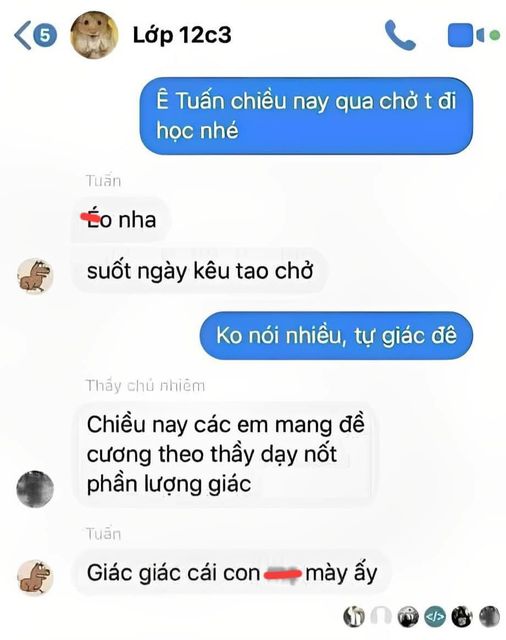 5
Lớp 12c3
Ê Tuấn chiều nay qua chở t đi
học nhé
Tuấn
Éo nha
suốt ngày kêu tao chở
Ko nói nhiều, tự giác đê
Thầy chủ nhiệm
Chiều nay các em mang đề
cương theo thầy dạy nốt
phần lượng giác
Tuấn
Giác giác cái con mày ấy